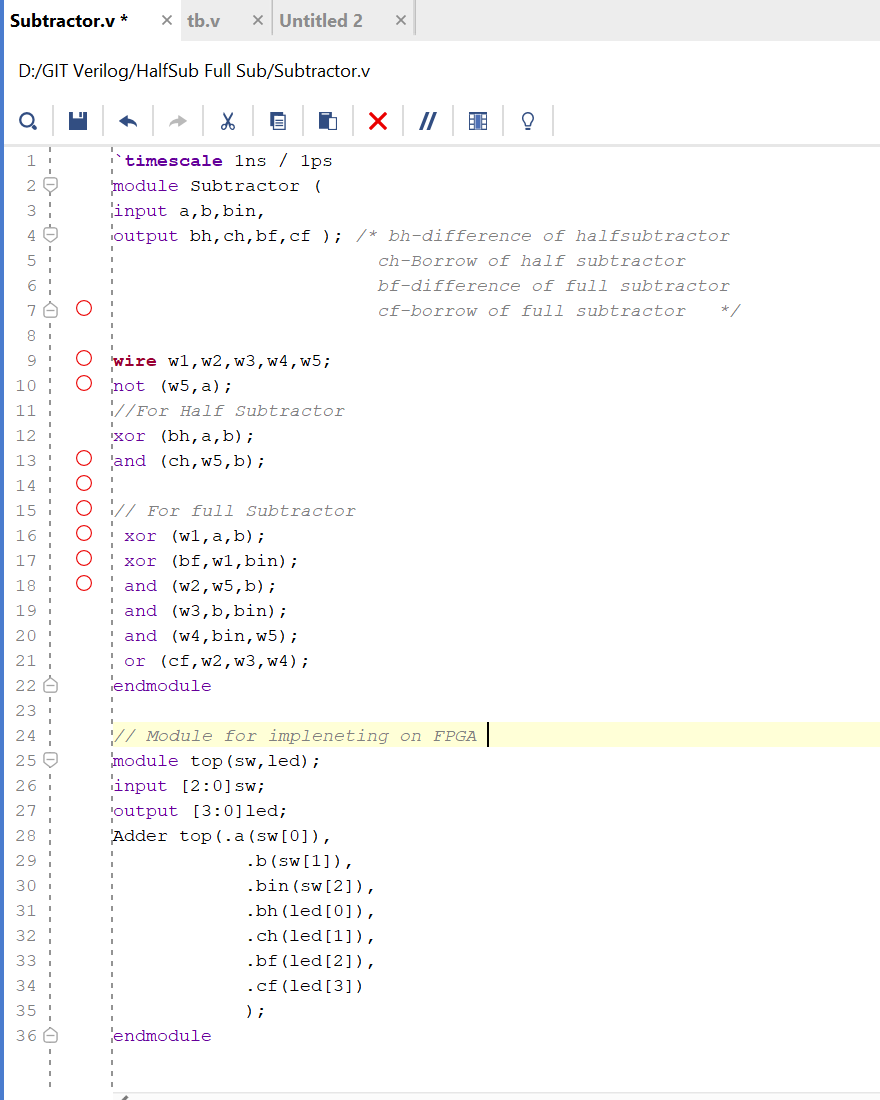 Subtractor.v * × tb.v × Untitled 2 ×
D:/GIT Verilog/HalfSub Full Sub/Subtractor.v
1 `timescale 1ns / 1ps
2 module Subtractor (
3 input a,b,bin,
4 output bh,ch,bf,cf ); /* bh-difference of halfsubtractor
5 ch-Borrow of half subtractor
6 bf-difference of full subtractor
7 cf-borrow of full subtractor */
8
9 wire w1,w2,w3,w4,w5;
10 not (w5,a);
11 //For Half Subtractor
12 xor (bh,a,b);
13 and (ch,w5,b);
14
15 // For full Subtractor
16 xor (w1,a,b);
17 xor (bf,w1,bin);
18 and (w2,w5,b);
19 and (w3,b,bin);
20 and (w4,bin,w5);
21 or (cf,w2,w3,w4);
22 endmodule
23
24 // Module for impleneting on FPGA
25 module top(sw,led);
26 input [2:0]sw;
27 output [3:0]led;
28 Adder top(.a(sw[0]),
29 .b(sw[1]),
30 .bin(sw[2]),
31 .bh(led[0]),
32 .ch(led[1]),
33 .bf(led[2]),
34 .cf(led[3])
35 );
36 endmodule